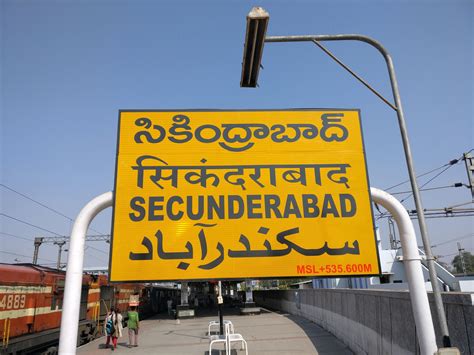 సికింద్రాబాద్
सिकंदराबाद
SECUNDERABAD
سکندرآباد
MSL+535.600M
4889